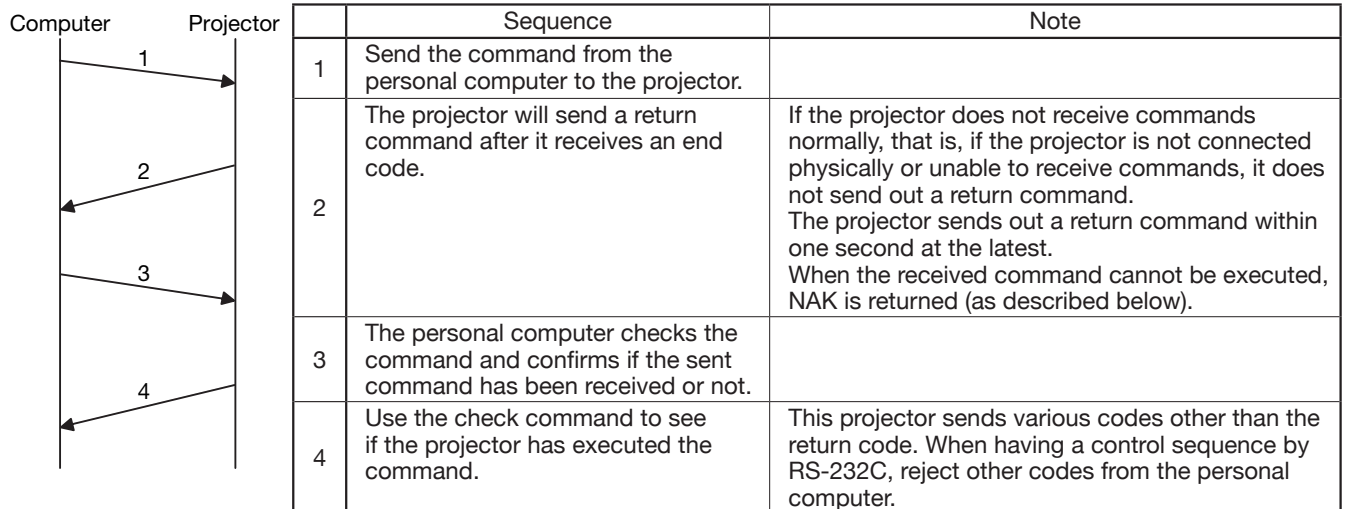 Computer Projector
1
2
3
4
Sequence Note
1
Send the command from the
personal computer to the projector.
2
The projector will send a return
command after it receives an end
code.
If the projector does not receive commands
normally, that is, if the projector is not connected
physically or unable to receive commands, it does
not send out a return command.
The projector sends out a return command within
one second at the latest.
When the received command cannot be executed,
NAK is returned (as described below).
3
The personal computer checks the
command and confirms if the sent
command has been received or not.
4
Use the check command to see
if the projector has executed the
command.
This projector sends various codes other than the
return code. When having a control sequence by
RS-232C, reject other codes from the personal
computer.